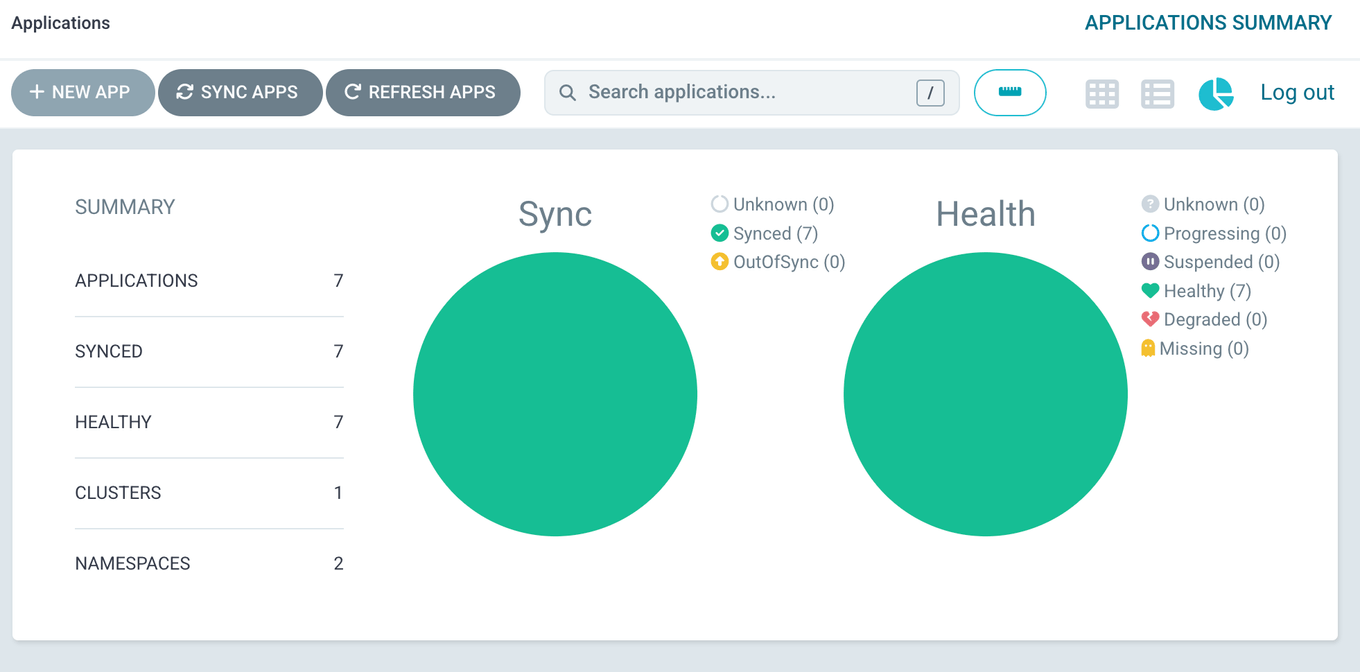 Applications
APPLICATIONS SUMMARY
NEW APP
SYNC APPS
REFRESH APPS
Search applications...
/
Log out
SUMMARY
APPLICATIONS 7
SYNCED 7
HEALTHY 7
CLUSTERS 1
NAMESPACES 2
Sync
Unknown (0)
Synced (7)
OutOfSync (0)
Health
? Unknown (0)
Progressing (0)
Suspended (0)
Healthy (7)
Degraded (0)
Missing (0)